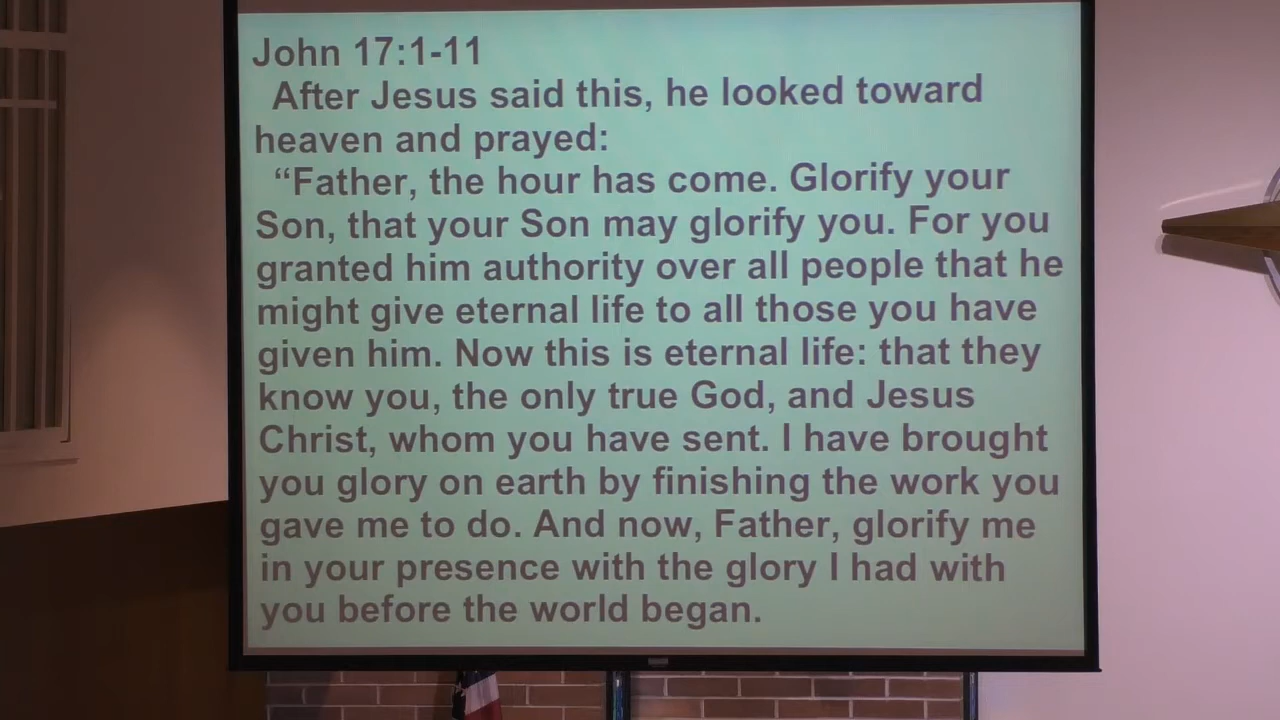 John 17:1-11
After Jesus said this, he looked toward
heaven and prayed:
“Father, the hour has come. Glorify your
Son, that your Son may glorify you. For you
granted him authority over all people that he
might give eternal life to all those you have
given him. Now this is eternal life: that they
know you, the only true God, and Jesus
Christ, whom you have sent. I have brought
you glory on earth by finishing the work you
gave me to do. And now, Father, glorify me
in your presence with the glory I had with
you before the world began.